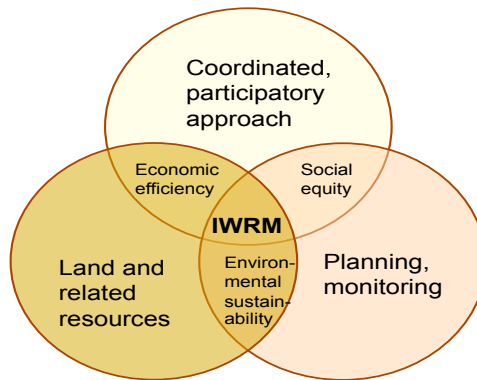 Coordinated,
participatory
approach
Economic
efficiency
Social
equity
IWRM
Land and
related
resources
Environ-
mental
sustain-
ability
Planning,
monitoring